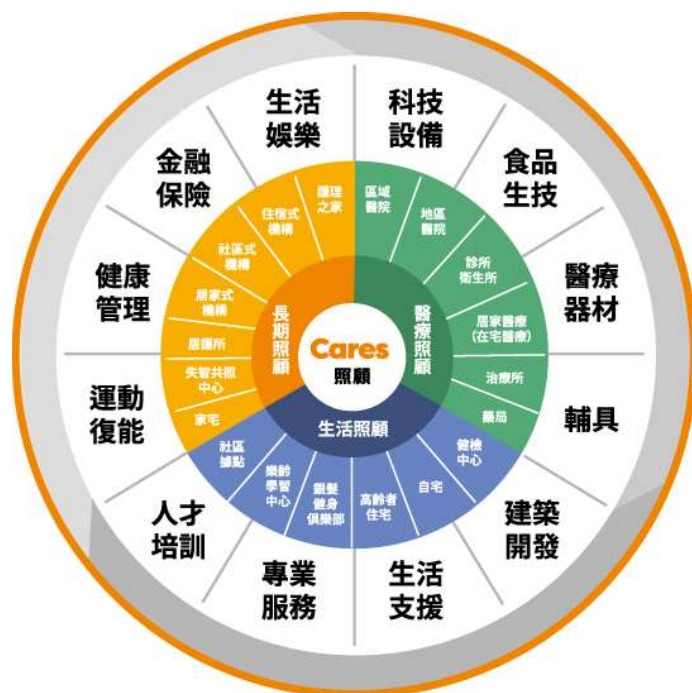 生活
娛樂
科技
設備
食品
生技
醫療
器材
輔具
建築
開發
生活
支援
專業
服務
人才
培訓
運動
復能
健康
管理
金融
保險
護理
之家
住宿式
機構
社區式
機構
居家式
機構
居護所
失智共照
中心
家宅
區域
醫院
地區
醫院
診所
衛生所
居家醫療
(在宅醫療)
治療所
藥局
健檢
中心
自宅
高齡者
住宅
銀髮
健身
俱樂部
樂齡
學習
中心
社區
據點
長期照顧
醫療照顧
生活照顧
Cares
照顧